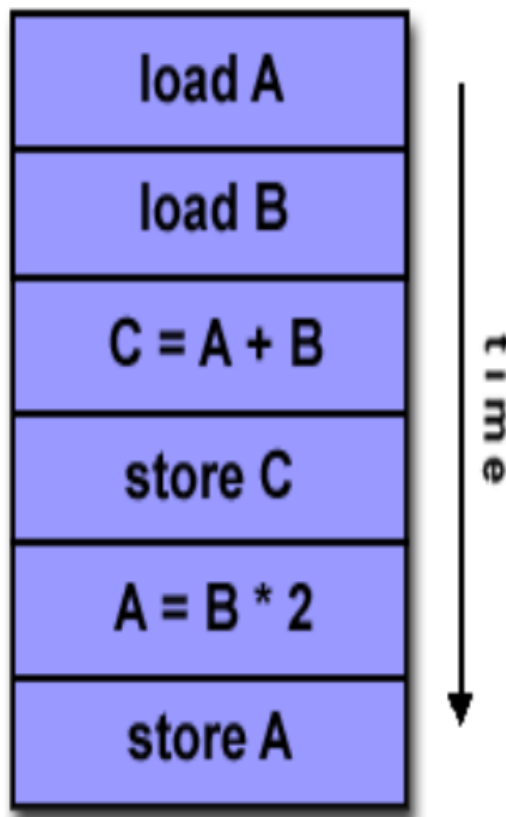 load A
load B
C = A + B
store C
A = B * 2
store A
time